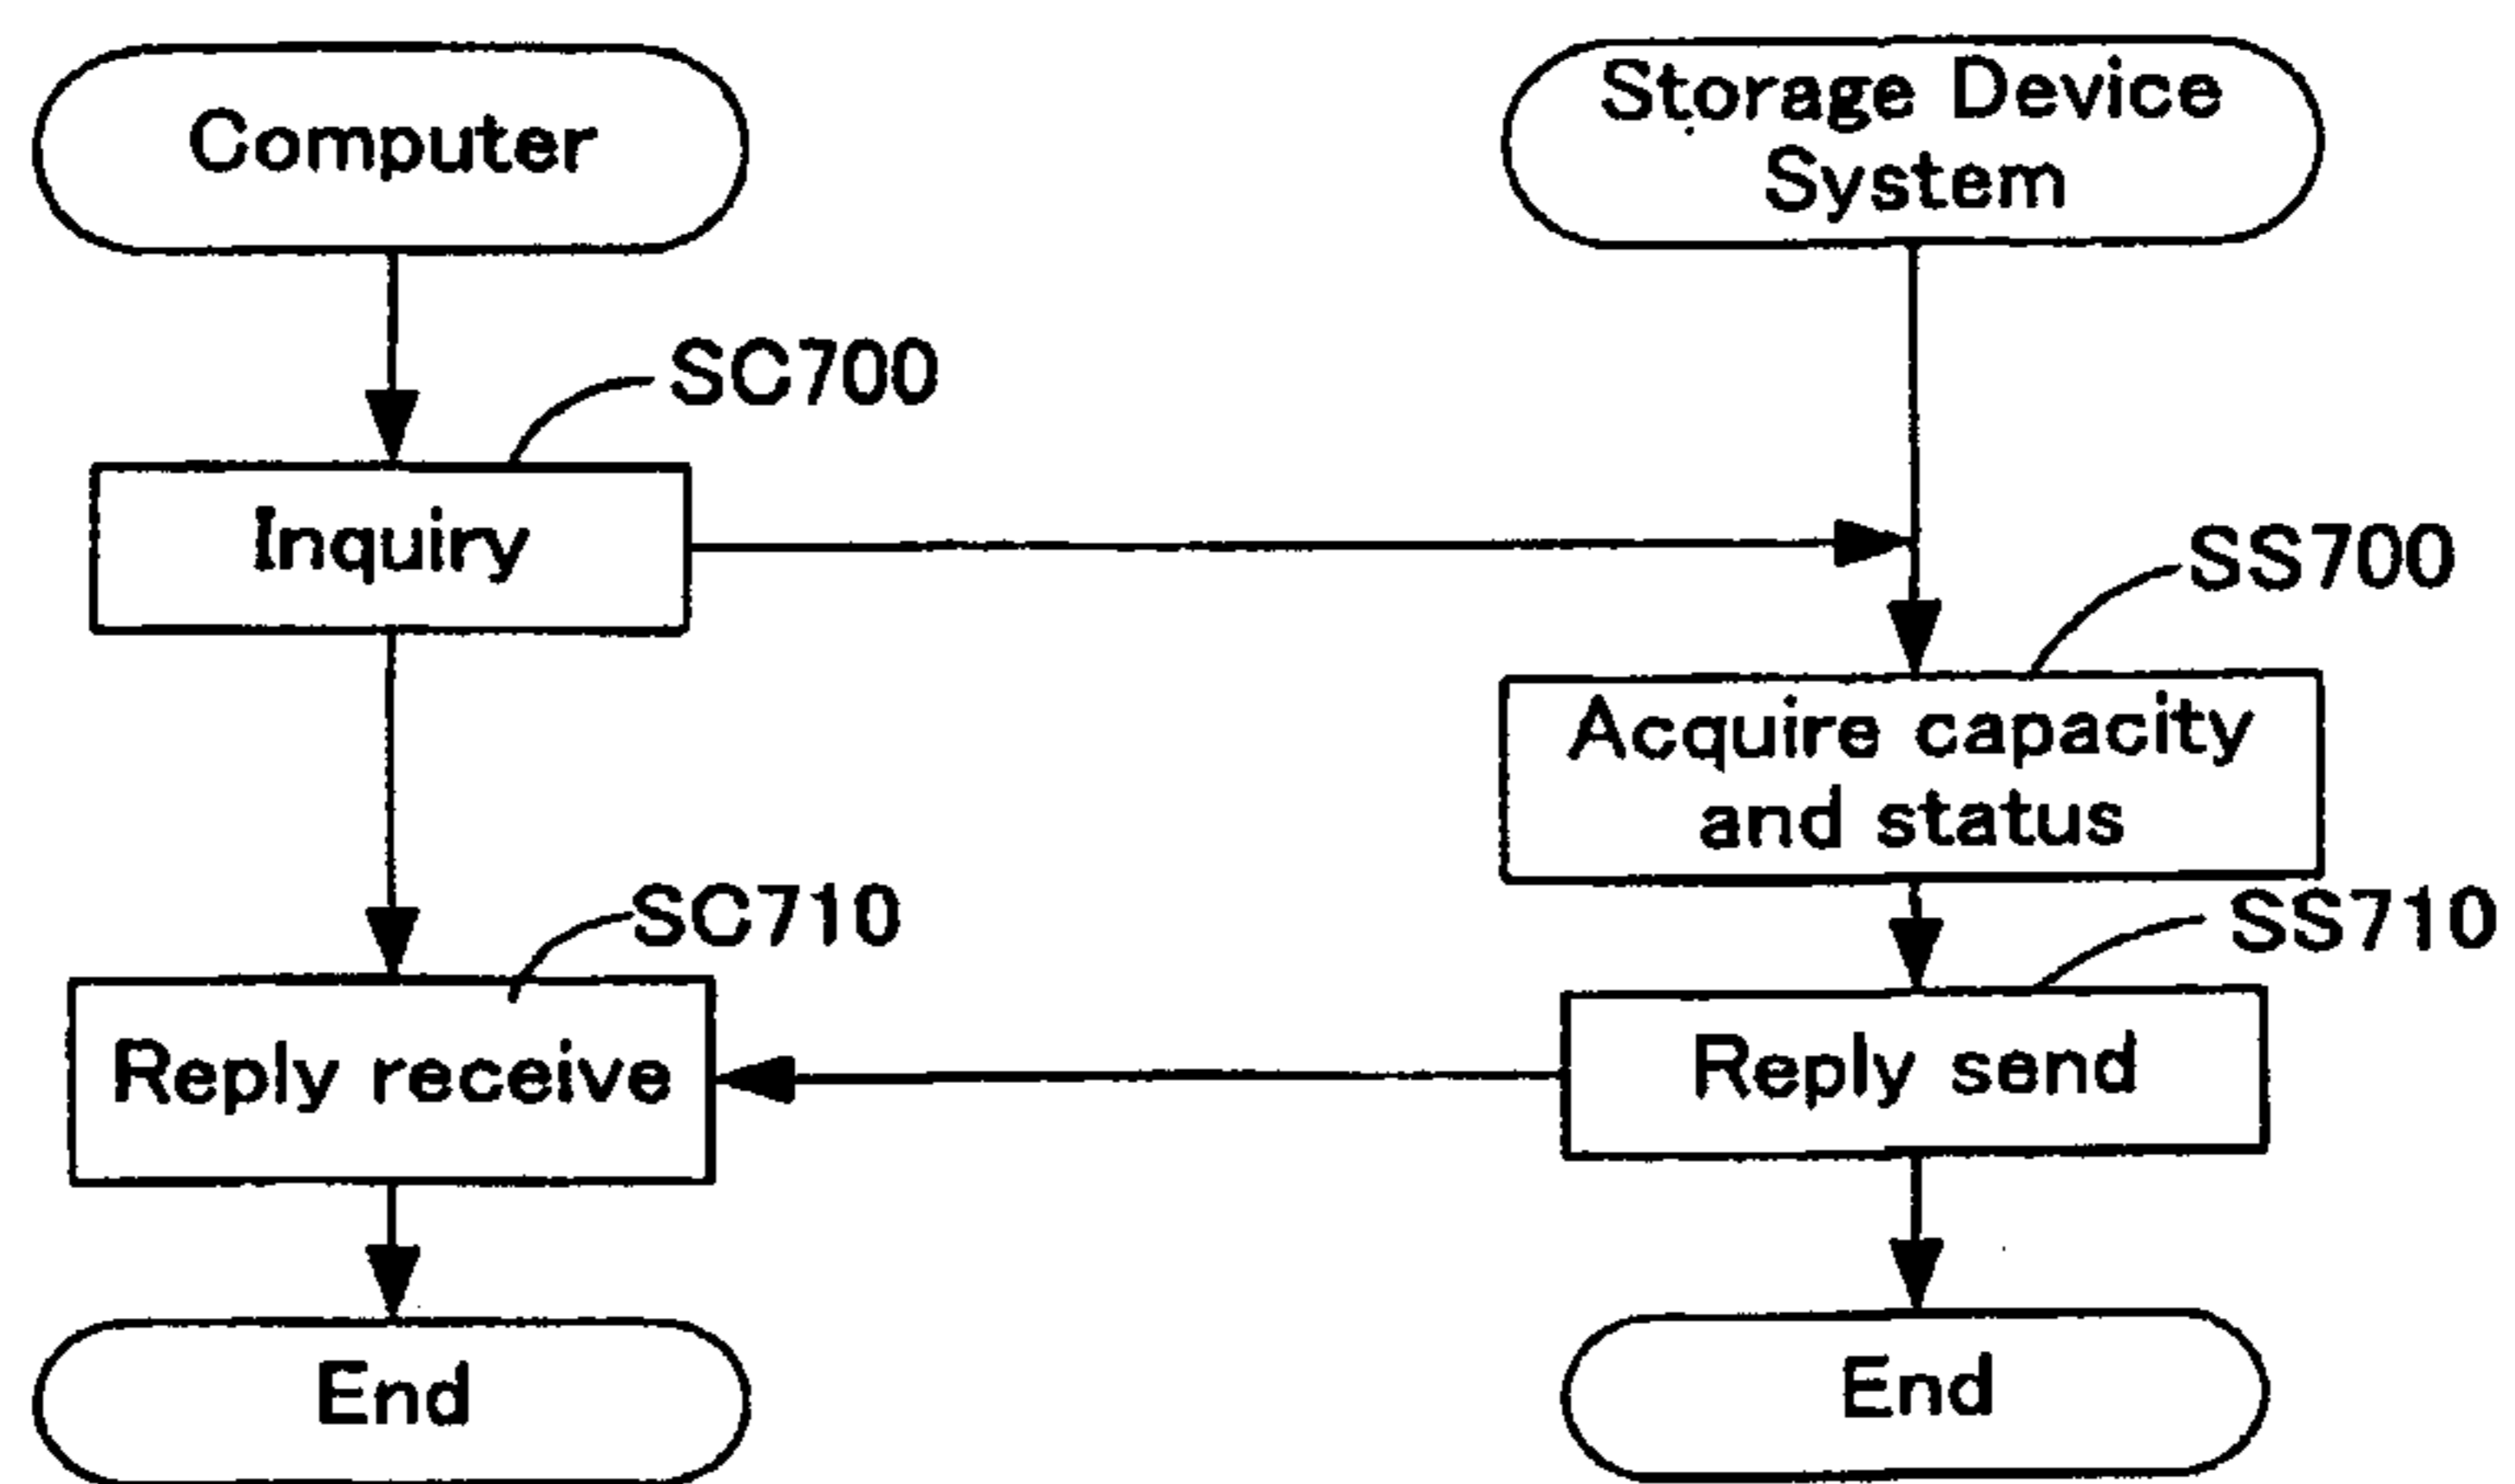 Computer
Storage Device
System
SC700
Inquiry
SS700
Acquire capacity
and status
SC710
SS710
Reply receive
Reply send
End
End